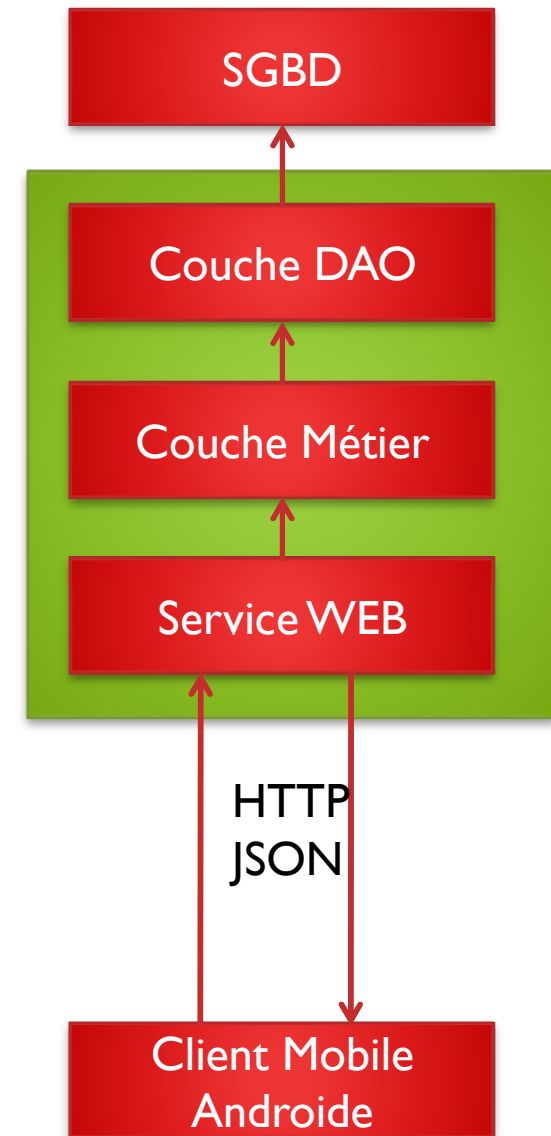 SGBD
Couche DAO
Couche Métier
Service WEB
HTTP
JSON
Client Mobile
Androide